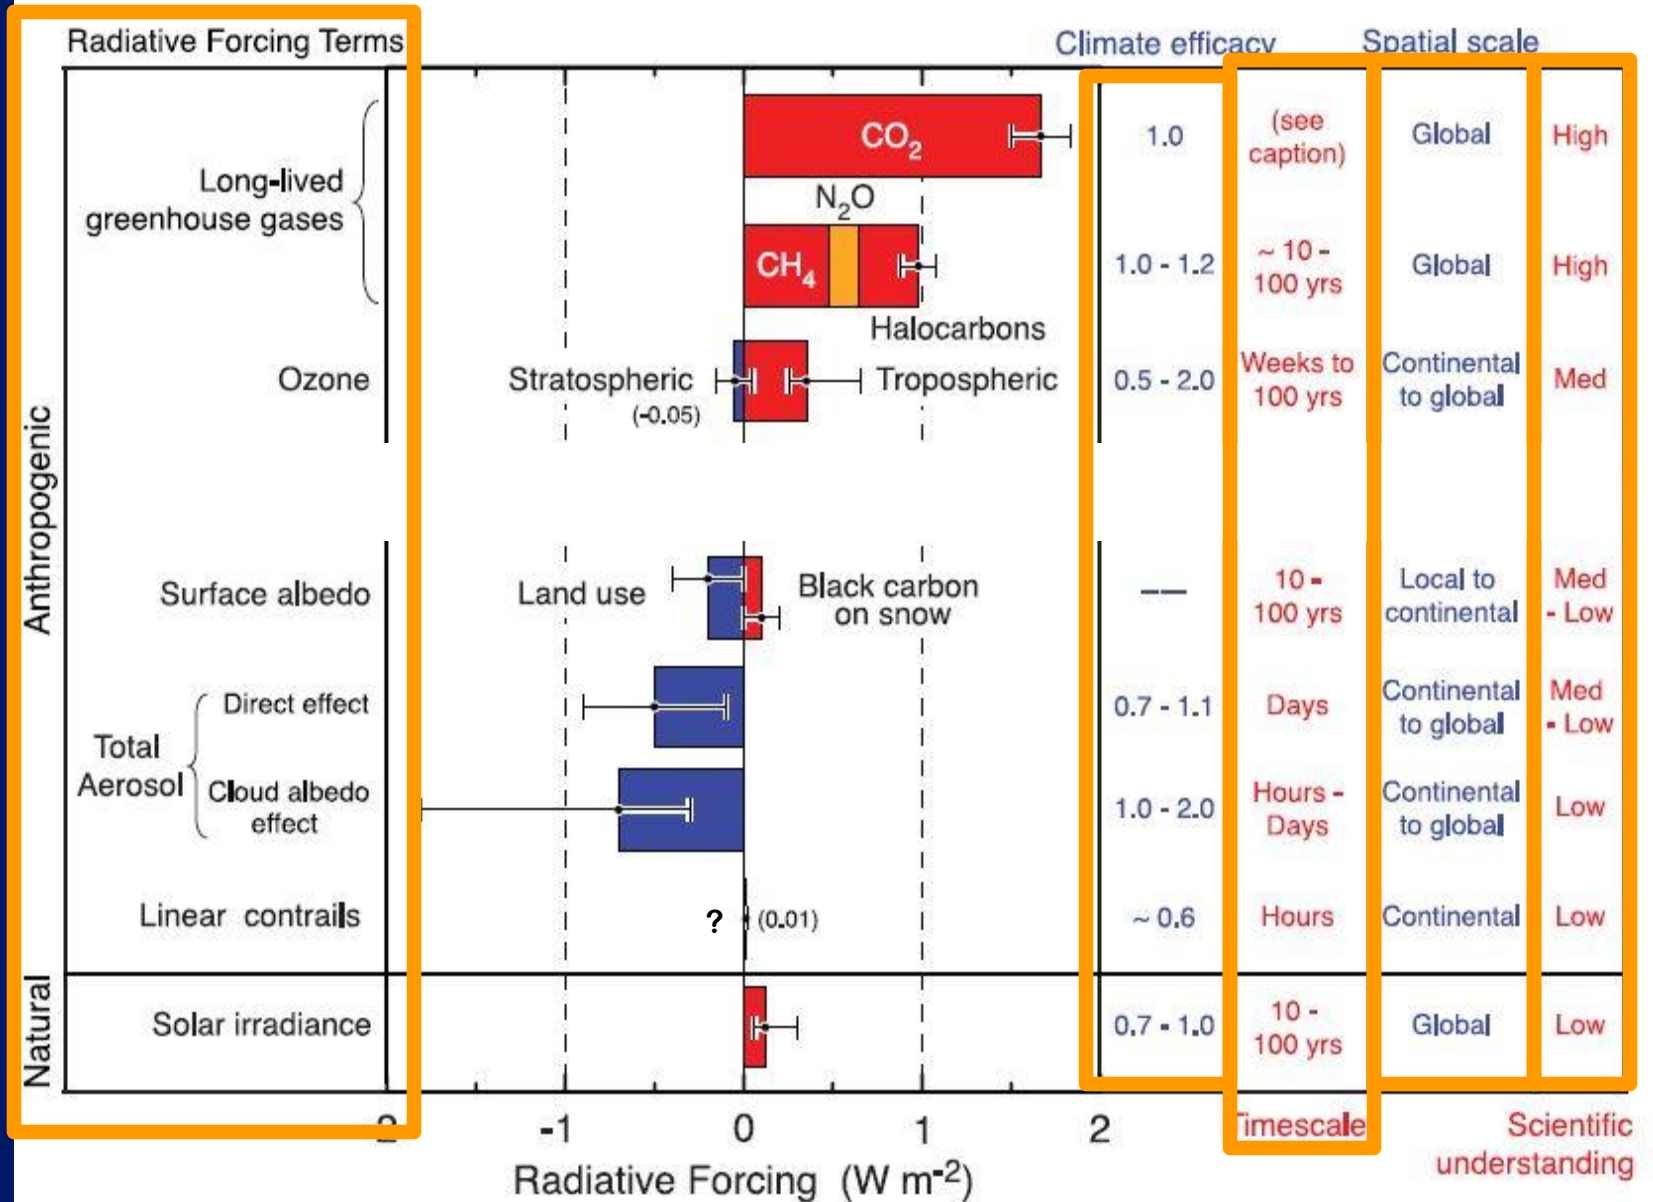 Radiative Forcing Terms
Climate efficacy
Spatial scale
Anthropogenic
Long-lived
greenhouse gases
CO₂
1.0
(see
caption)
Global
High
N₂O
CH₄
1.0 - 1.2
~ 10 -
100 yrs
Global
High
Halocarbons
Ozone
Stratospheric
(-0.05)
Tropospheric
0.5 - 2.0
Weeks to
100 yrs
Continental
to global
Med
Surface albedo
Land use
Black carbon
on snow
——
10 -
100 yrs
Local to
continental
Med
- Low
Total
Aerosol
Direct effect
0.7 - 1.1
Days
Continental
to global
Med
- Low
Cloud albedo
effect
1.0 - 2.0
Hours -
Days
Continental
to global
Low
Linear contrails
? (0.01)
~ 0.6
Hours
Continental
Low
Natural
Solar irradiance
0.7 - 1.0
10 -
100 yrs
Global
Low
2 -1 0 1 2
Timescale
Scientific
understanding
Radiative Forcing (W m⁻²)